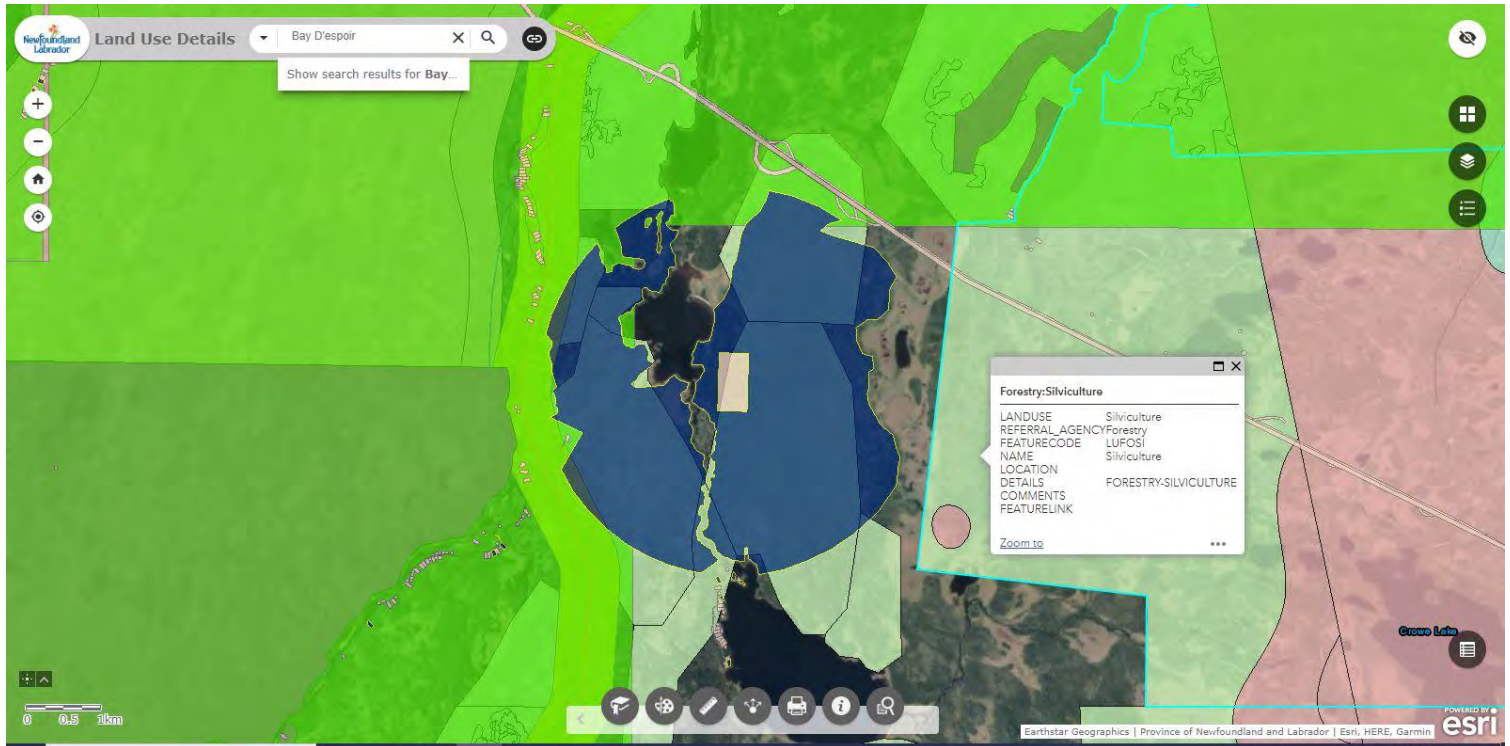 Newfoundland
Labrador
Land Use Details
Bay D'espoir
Show search results for Bay...
Forestry:Silviculture
LANDUSE Silviculture
REFERRAL_AGENCY Forestry
FEATURECODE LUFOSI
NAME Silviculture
LOCATION
DETAILS FORESTRY-SILVICULTURE
COMMENTS
FEATURELINK
Zoom to
Crowe Lake
0 0.5 1km
POWERED BY
esri
Earthstar Geographics | Province of Newfoundland and Labrador | Esri, HERE, Garmin